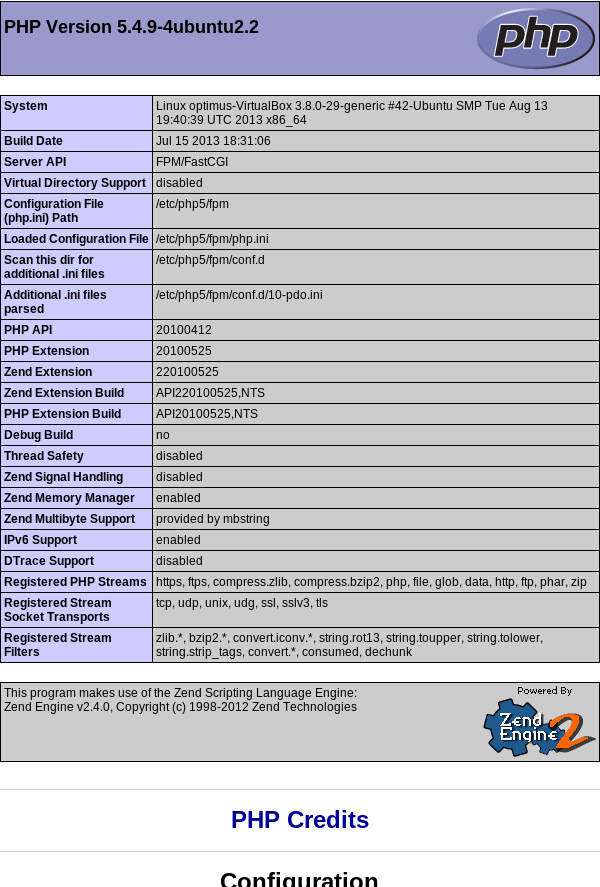 PHP Version 5.4.9-4ubuntu2.2
php
System
Linux optimus-VirtualBox 3.8.0-29-generic #42-Ubuntu SMP Tue Aug 13
19:40:39 UTC 2013 x86_64
Build Date
Jul 15 2013 18:31:06
Server API
FPM/FastCGI
Virtual Directory Support
disabled
Configuration File
(php.ini) Path
/etc/php5/fpm
Loaded Configuration File
/etc/php5/fpm/php.ini
Scan this dir for
additional .ini files
/etc/php5/fpm/conf.d
Additional .ini files
parsed
/etc/php5/fpm/conf.d/10-pdo.ini
PHP API
20100412
PHP Extension
20100525
Zend Extension
220100525
Zend Extension Build
API220100525,NTS
PHP Extension Build
API20100525,NTS
Debug Build
no
Thread Safety
disabled
Zend Signal Handling
disabled
Zend Memory Manager
enabled
Zend Multibyte Support
provided by mbstring
IPv6 Support
enabled
DTrace Support
disabled
Registered PHP Streams
https, ftps, compress.zlib, compress.bzip2, php, file, glob, data, http, ftp, phar, zip
Registered Stream
Socket Transports
tcp, udp, unix, udg, ssl, sslv3, tls
Registered Stream
Filters
zlib.*, bzip2.*, convert.iconv.*, string.rot13, string.toupper, string.tolower,
string.strip_tags, convert.*, consumed, dechunk
This program makes use of the Zend Scripting Language Engine:
Zend Engine v2.4.0, Copyright (c) 1998-2012 Zend Technologies
Powered By
Zend
Engine 2
PHP Credits
Configuration